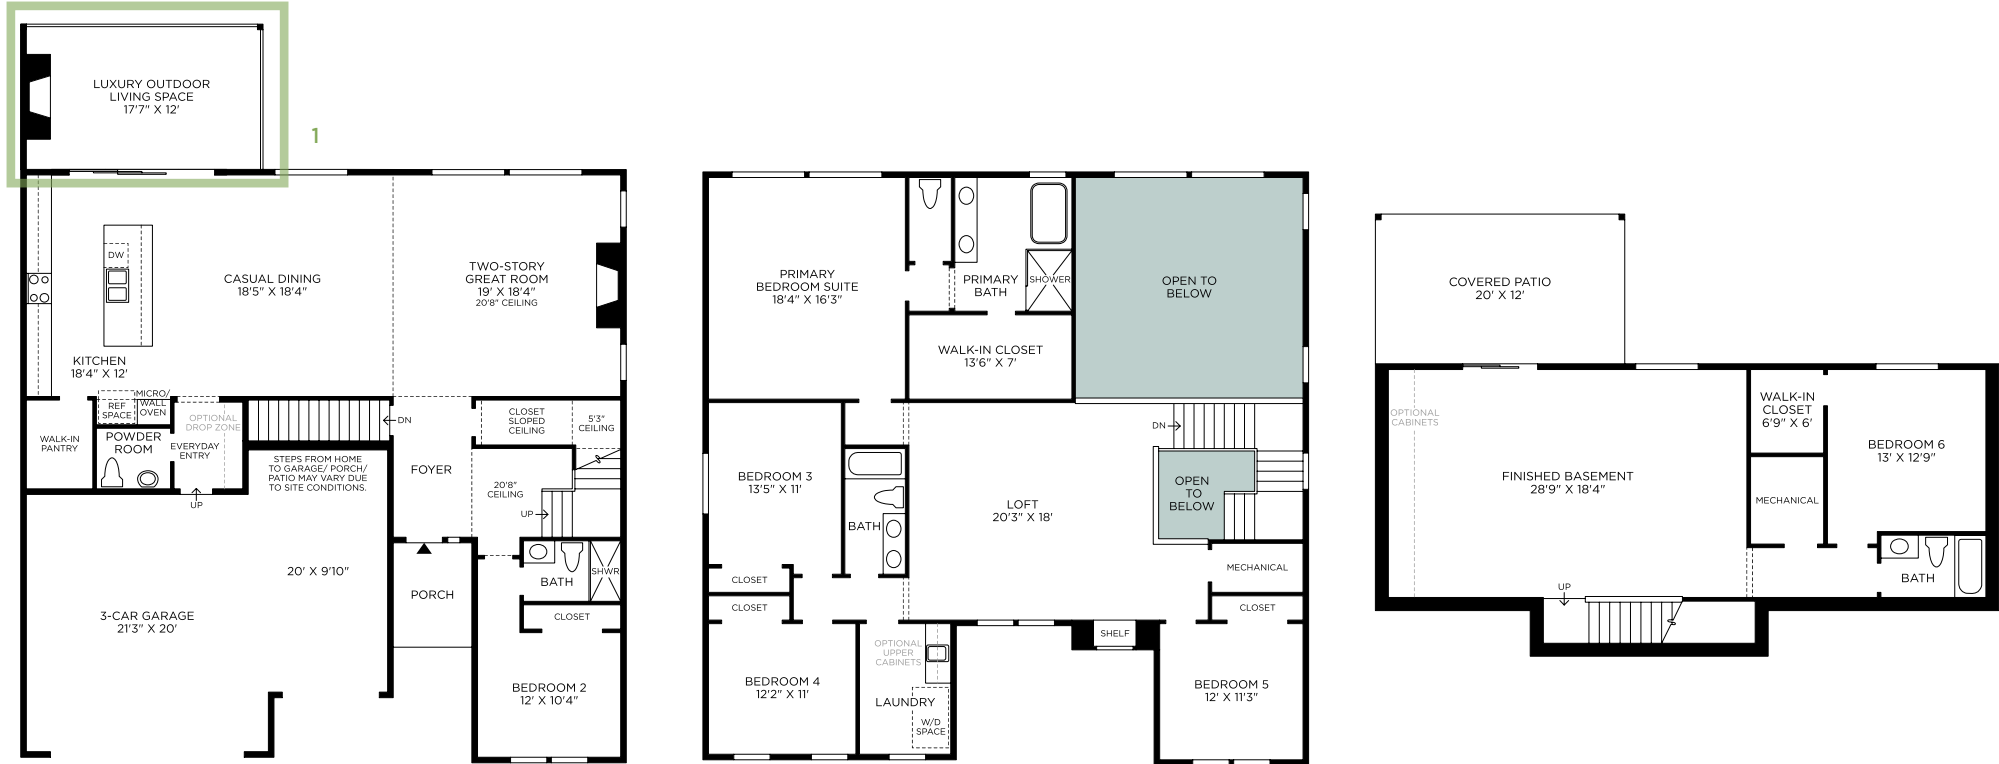 LUXURY OUTDOOR
LIVING SPACE
17'7" X 12'
1
DW
CASUAL DINING
18'5" X 18'4"
TWO-STORY
GREAT ROOM
19' X 18'4"
20'8" CEILING
KITCHEN
18'4" X 12'
REF
SPACE
MICRO/
WALL
OVEN
OPTIONAL
DROP ZONE
DN
CLOSET
SLOPED
CEILING
5'3"
CEILING
WALK-IN
PANTRY
POWDER
ROOM
EVERYDAY
ENTRY
UP
STEPS FROM HOME
TO GARAGE/ PORCH/
PATIO MAY VARY DUE
TO SITE CONDITIONS.
FOYER
20'8"
CEILING
UP
20' X 9'10"
3-CAR GARAGE
21'3" X 20'
PORCH
BATH
SHWR
CLOSET
BEDROOM 2
12' X 10'4"
PRIMARY
BEDROOM SUITE
18'4" X 16'3"
PRIMARY
BATH
SHOWER
OPEN TO
BELOW
WALK-IN CLOSET
13'6" X 7'
DN
BEDROOM 3
13'5" X 11'
BATH
LOFT
20'3" X 18'
OPEN
TO
BELOW
CLOSET
CLOSET
MECHANICAL
CLOSET
SHELF
OPTIONAL
UPPER
CABINETS
BEDROOM 4
12'2" X 11'
LAUNDRY
W/D
SPACE
BEDROOM 5
12' X 11'3"
COVERED PATIO
20' X 12'
OPTIONAL
CABINETS
WALK-IN
CLOSET
6'9" X 6'
BEDROOM 6
13' X 12'9"
FINISHED BASEMENT
28'9" X 18'4"
MECHANICAL
UP
BATH